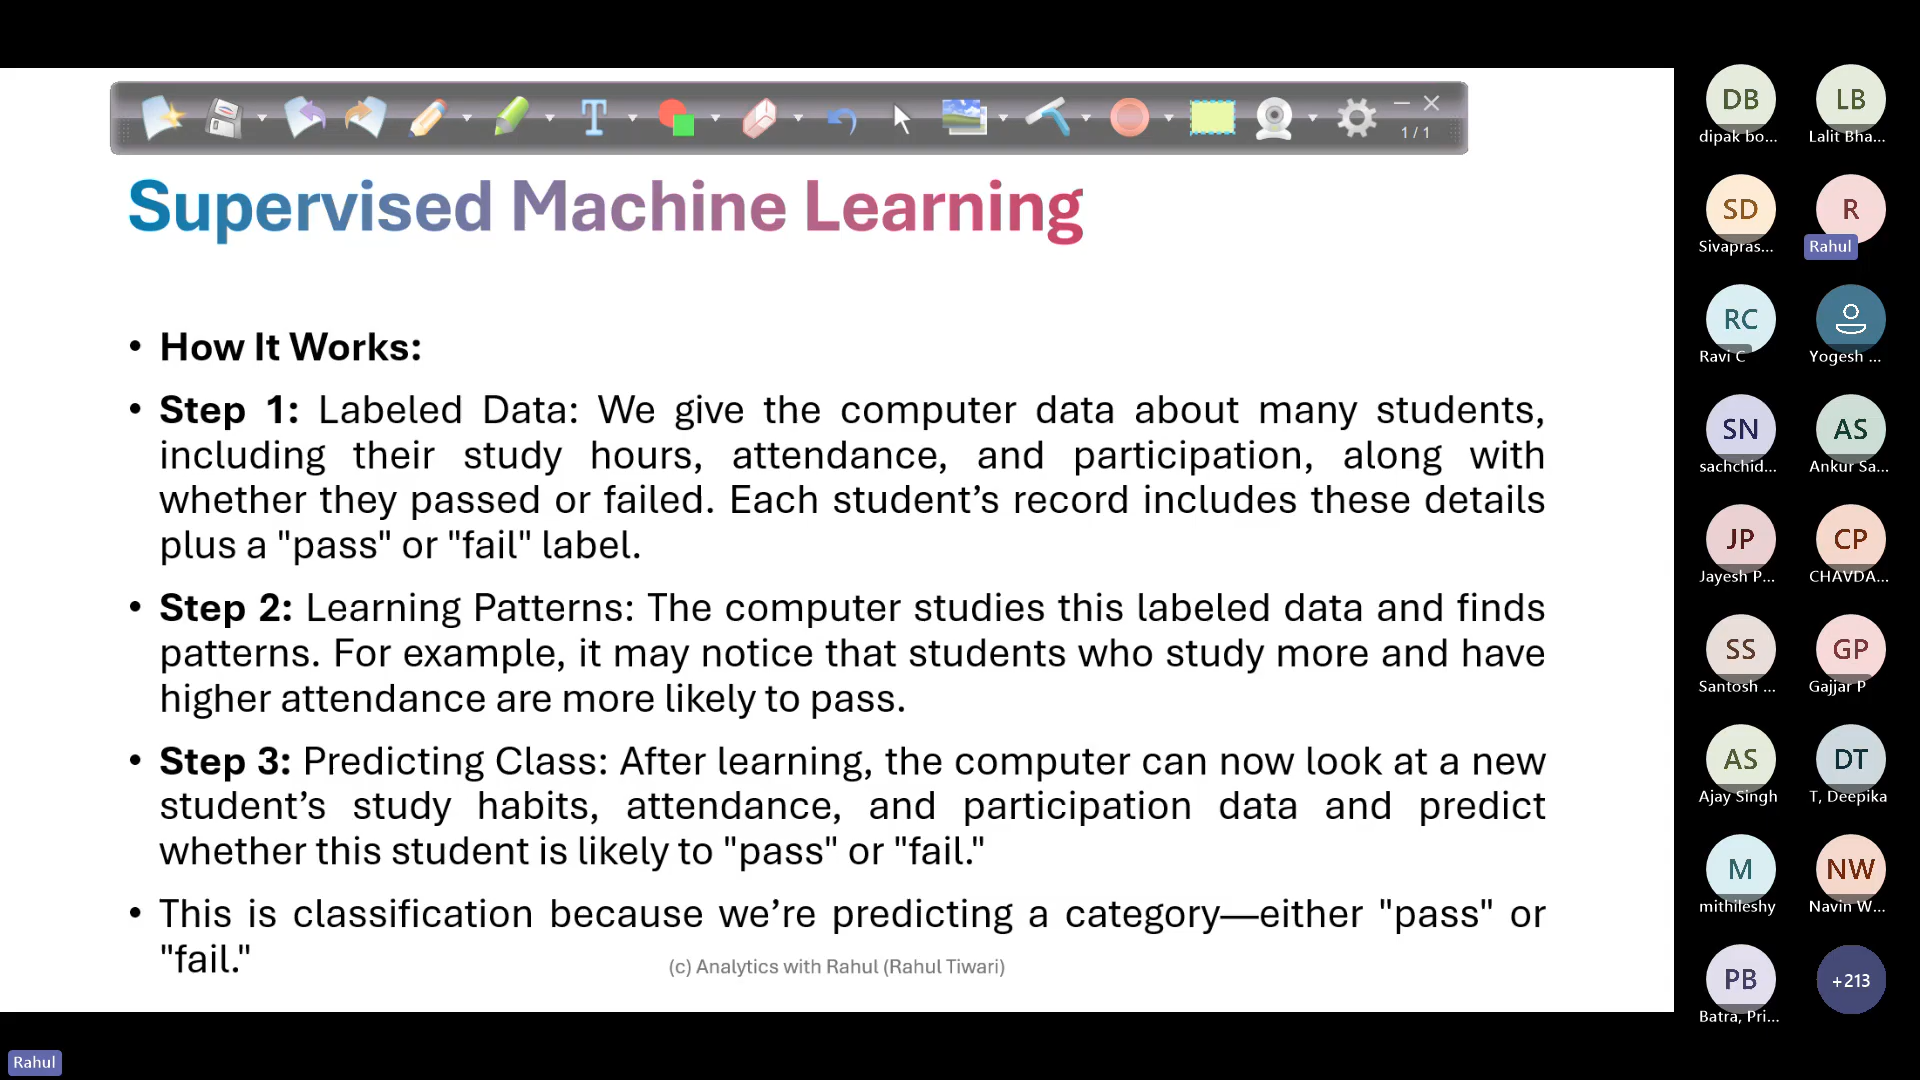 1 / 1
Supervised Machine Learning
• How It Works:
• Step 1: Labeled Data: We give the computer data about many students,
including their study hours, attendance, and participation, along with
whether they passed or failed. Each student’s record includes these details
plus a "pass" or "fail" label.
• Step 2: Learning Patterns: The computer studies this labeled data and finds
patterns. For example, it may notice that students who study more and have
higher attendance are more likely to pass.
• Step 3: Predicting Class: After learning, the computer can now look at a new
student’s study habits, attendance, and participation data and predict
whether this student is likely to "pass" or "fail."
• This is classification because we’re predicting a category—either "pass" or
"fail."
(c) Analytics with Rahul (Rahul Tiwari)
DB
dipak bo...
LB
Lalit Bha...
SD
Sivapras...
R
Rahul
RC
Ravi C
Yogesh ...
SN
sachchid...
AS
Ankur Sa...
JP
Jayesh P...
CP
CHAVDA...
SS
Santosh ...
GP
Gajjar P
AS
Ajay Singh
DT
T, Deepika
M
mithileshy
NW
Navin W...
PB
Batra, Pri...
+213
Rahul